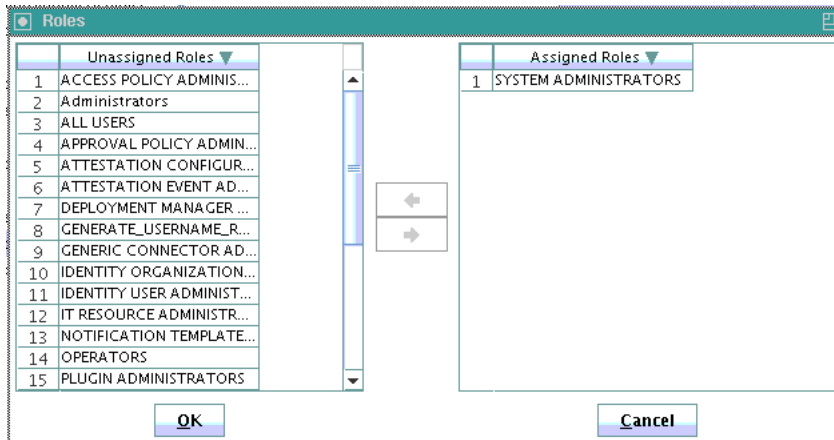 Roles
Unassigned Roles
1 ACCESS POLICY ADMINIS...
2 Administrators
3 ALL USERS
4 APPROVAL POLICY ADMIN...
5 ATTESTATION CONFIGUR...
6 ATTESTATION EVENT AD...
7 DEPLOYMENT MANAGER ...
8 GENERATE_USERNAME_R...
9 GENERIC CONNECTOR AD...
10 IDENTITY ORGANIZATION...
11 IDENTITY USER ADMINIST...
12 IT RESOURCE ADMINISTR...
13 NOTIFICATION TEMPLATE...
14 OPERATORS
15 PLUGIN ADMINISTRATORS
Assigned Roles
1 SYSTEM ADMINISTRATORS
OK
Cancel